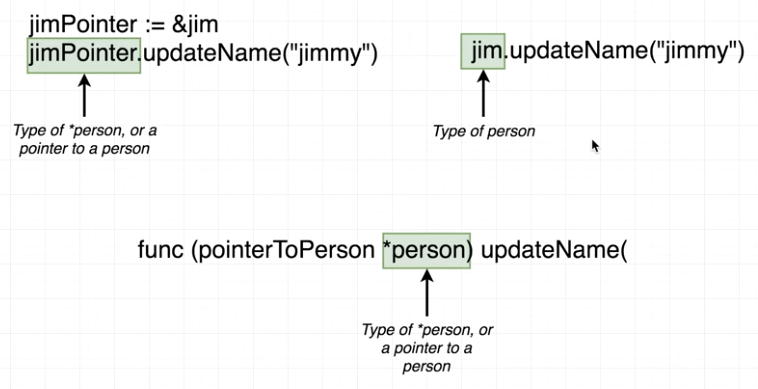 jimPointer := &jim
jimPointer.updateName("jimmy")
Type of *person, or a
pointer to a person
jim.updateName("jimmy")
Type of person
func (pointerToPerson *person) updateName(
Type of *person, or
a pointer to a
person